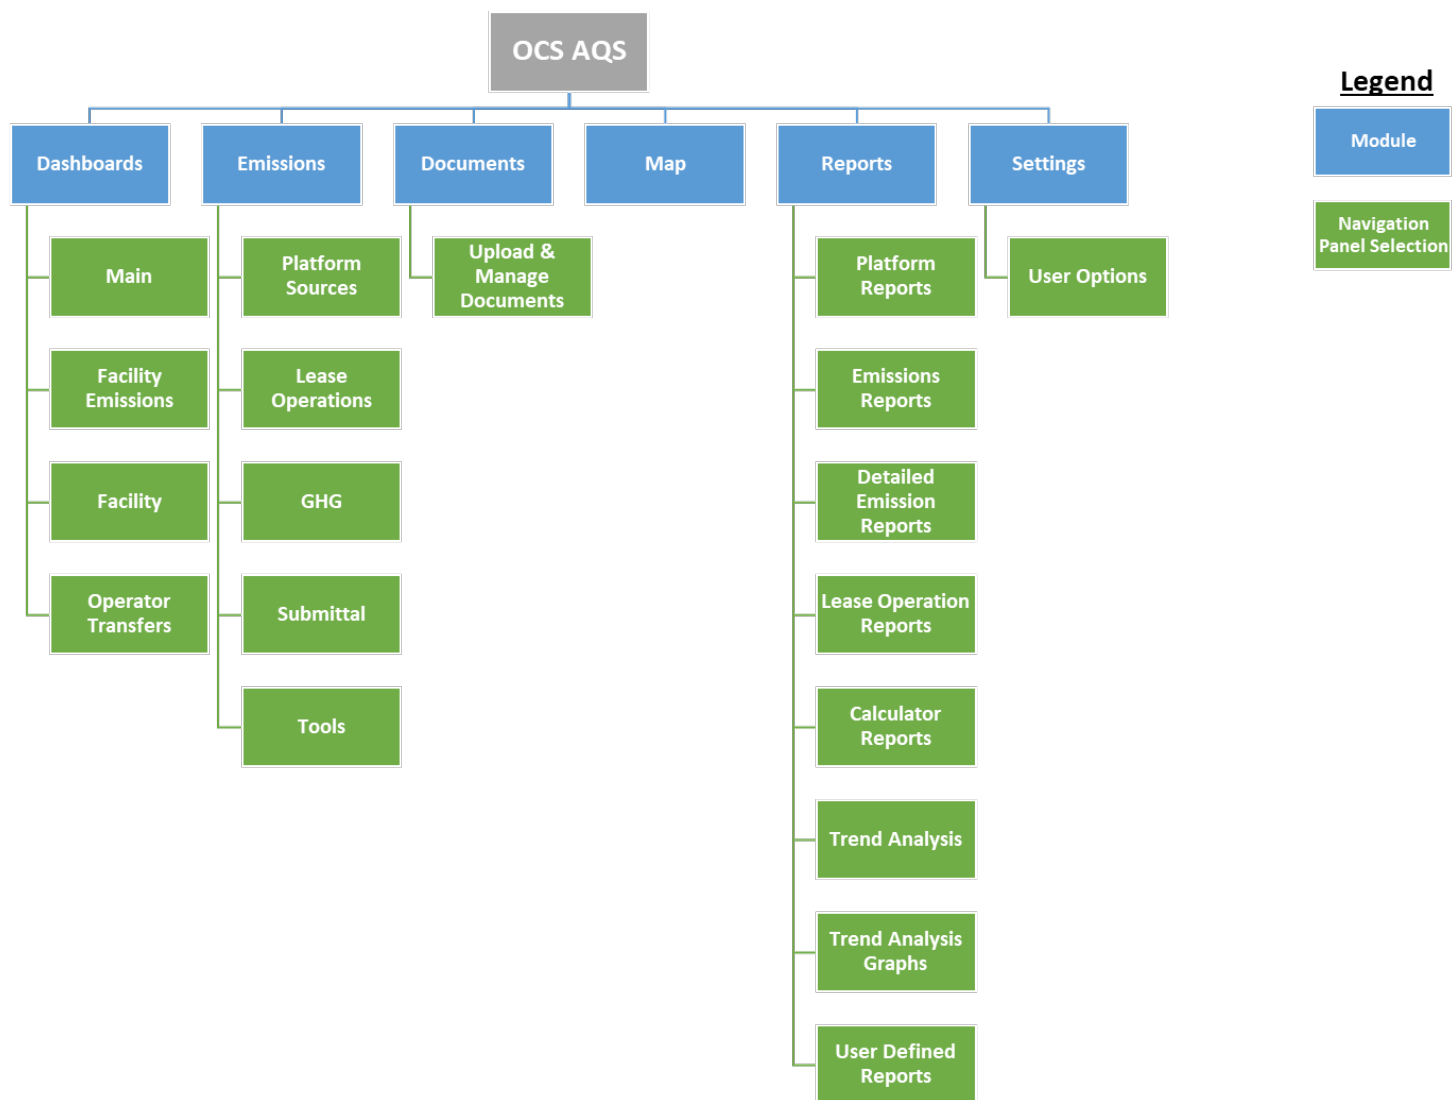 OCS AQS
Legend
Module
Navigation
Panel Selection
Dashboards
Emissions
Documents
Map
Reports
Settings
Main
Facility
Emissions
Facility
Operator
Transfers
Platform
Sources
Lease
Operations
GHG
Submittal
Tools
Upload &
Manage
Documents
Platform
Reports
Emissions
Reports
Detailed
Emission
Reports
Lease Operation
Reports
Calculator
Reports
Trend Analysis
Trend Analysis
Graphs
User Defined
Reports
User Options